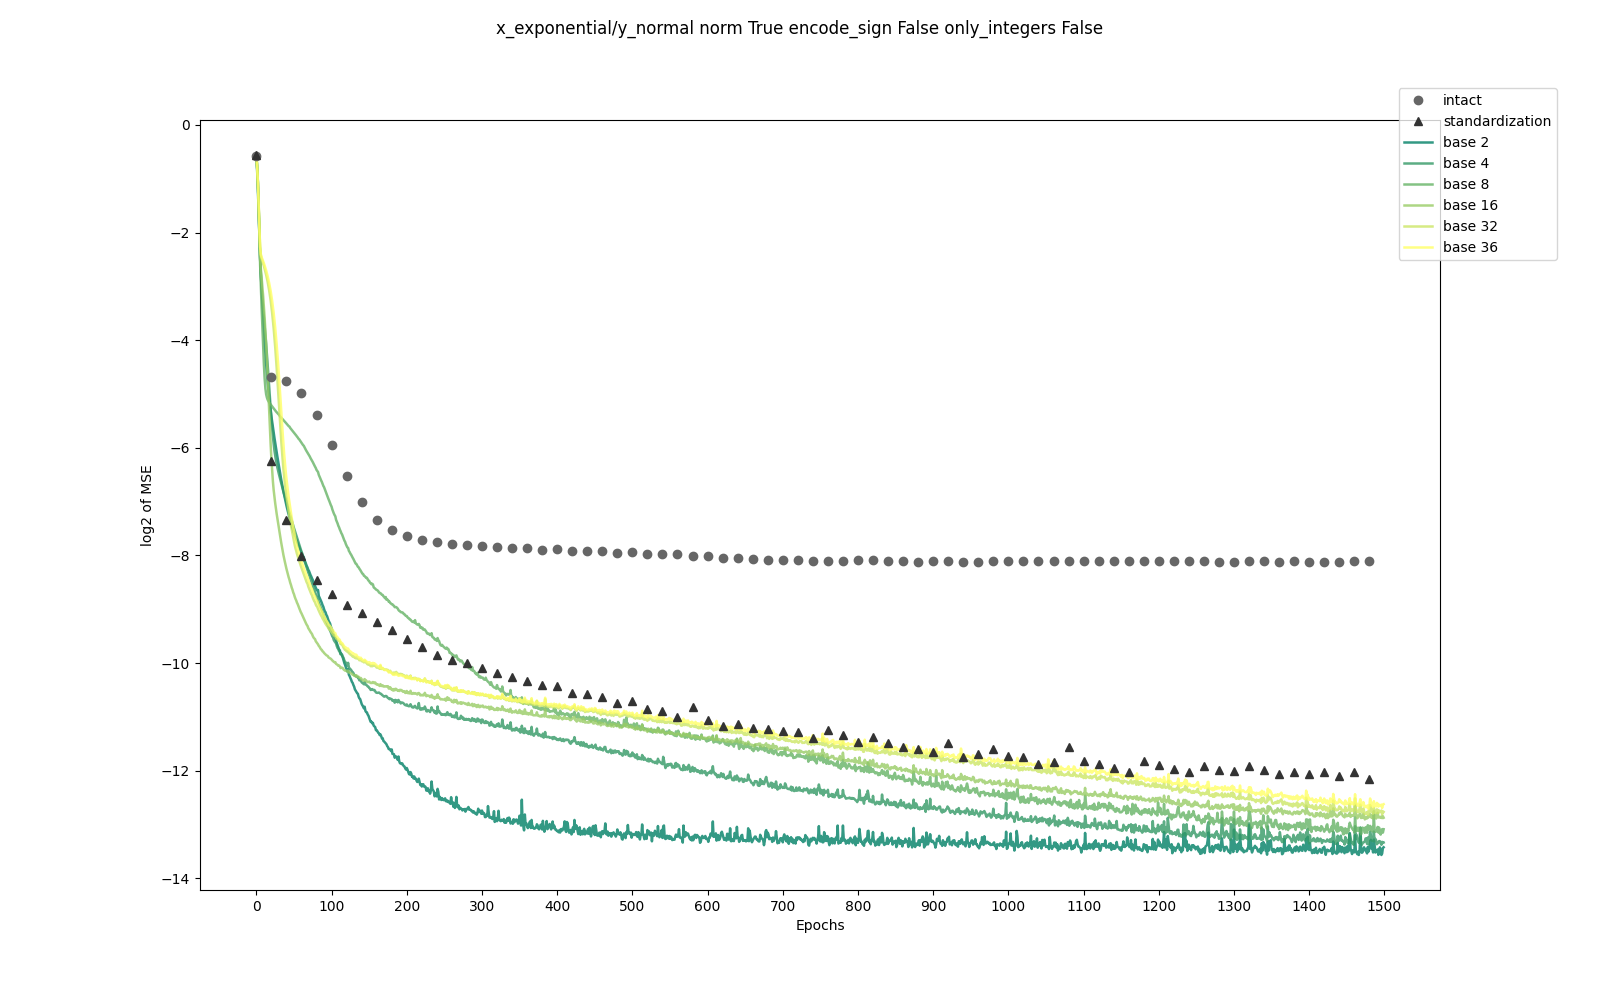 x_exponential/y_normal norm True encode_sign False only_integers False
intact
standardization
base 2
base 4
base 8
base 16
base 32
base 36
0
−2
−4
−6
−8
−10
−12
−14
log2 of MSE
0 100 200 300 400 500 600 700 800 900 1000 1100 1200 1300 1400 1500
Epochs